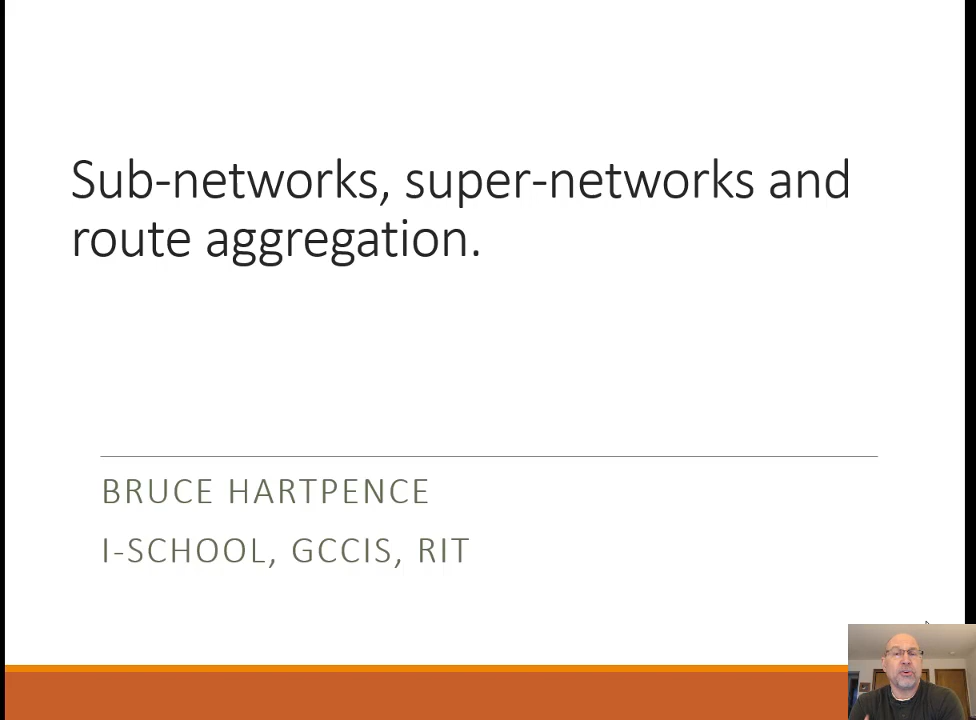 Sub-networks, super-networks and
route aggregation.
BRUCE HARTPENCE
I-SCHOOL, GCCIS, RIT